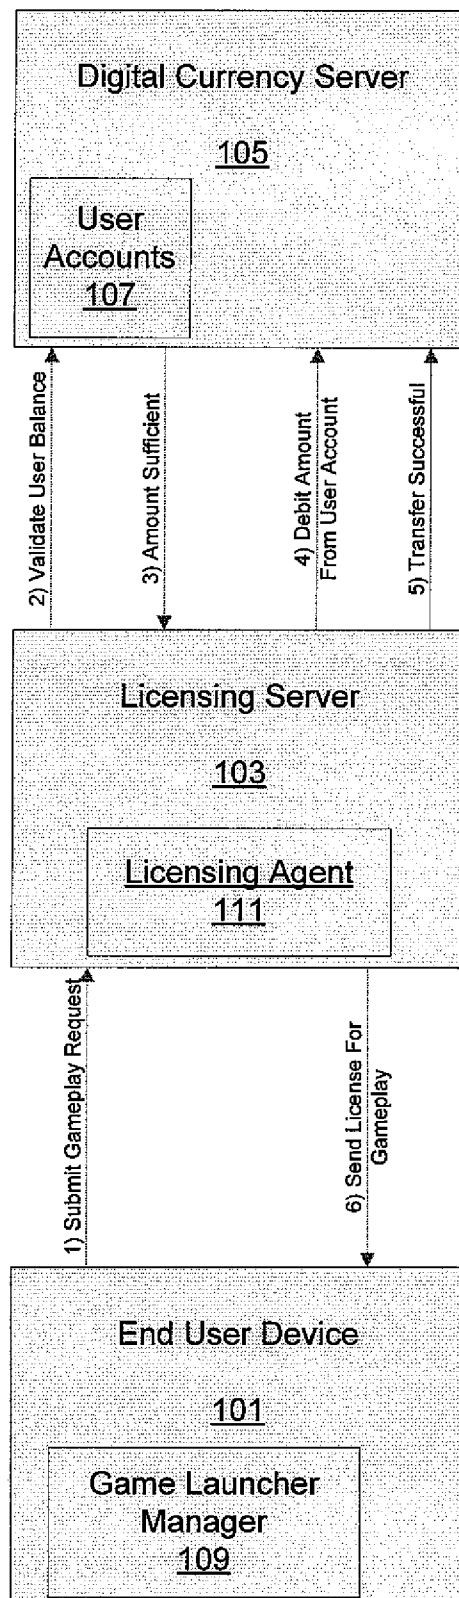 Digital Currency Server
105
User
Accounts
107
2) Validate User Balance
3) Amount Sufficient
4) Debit Amount
From User Account
5) Transfer Successful
Licensing Server
103
Licensing Agent
111
1) Submit Gameplay Request
6) Send License For
Gameplay
End User Device
101
Game Launcher
Manager
109